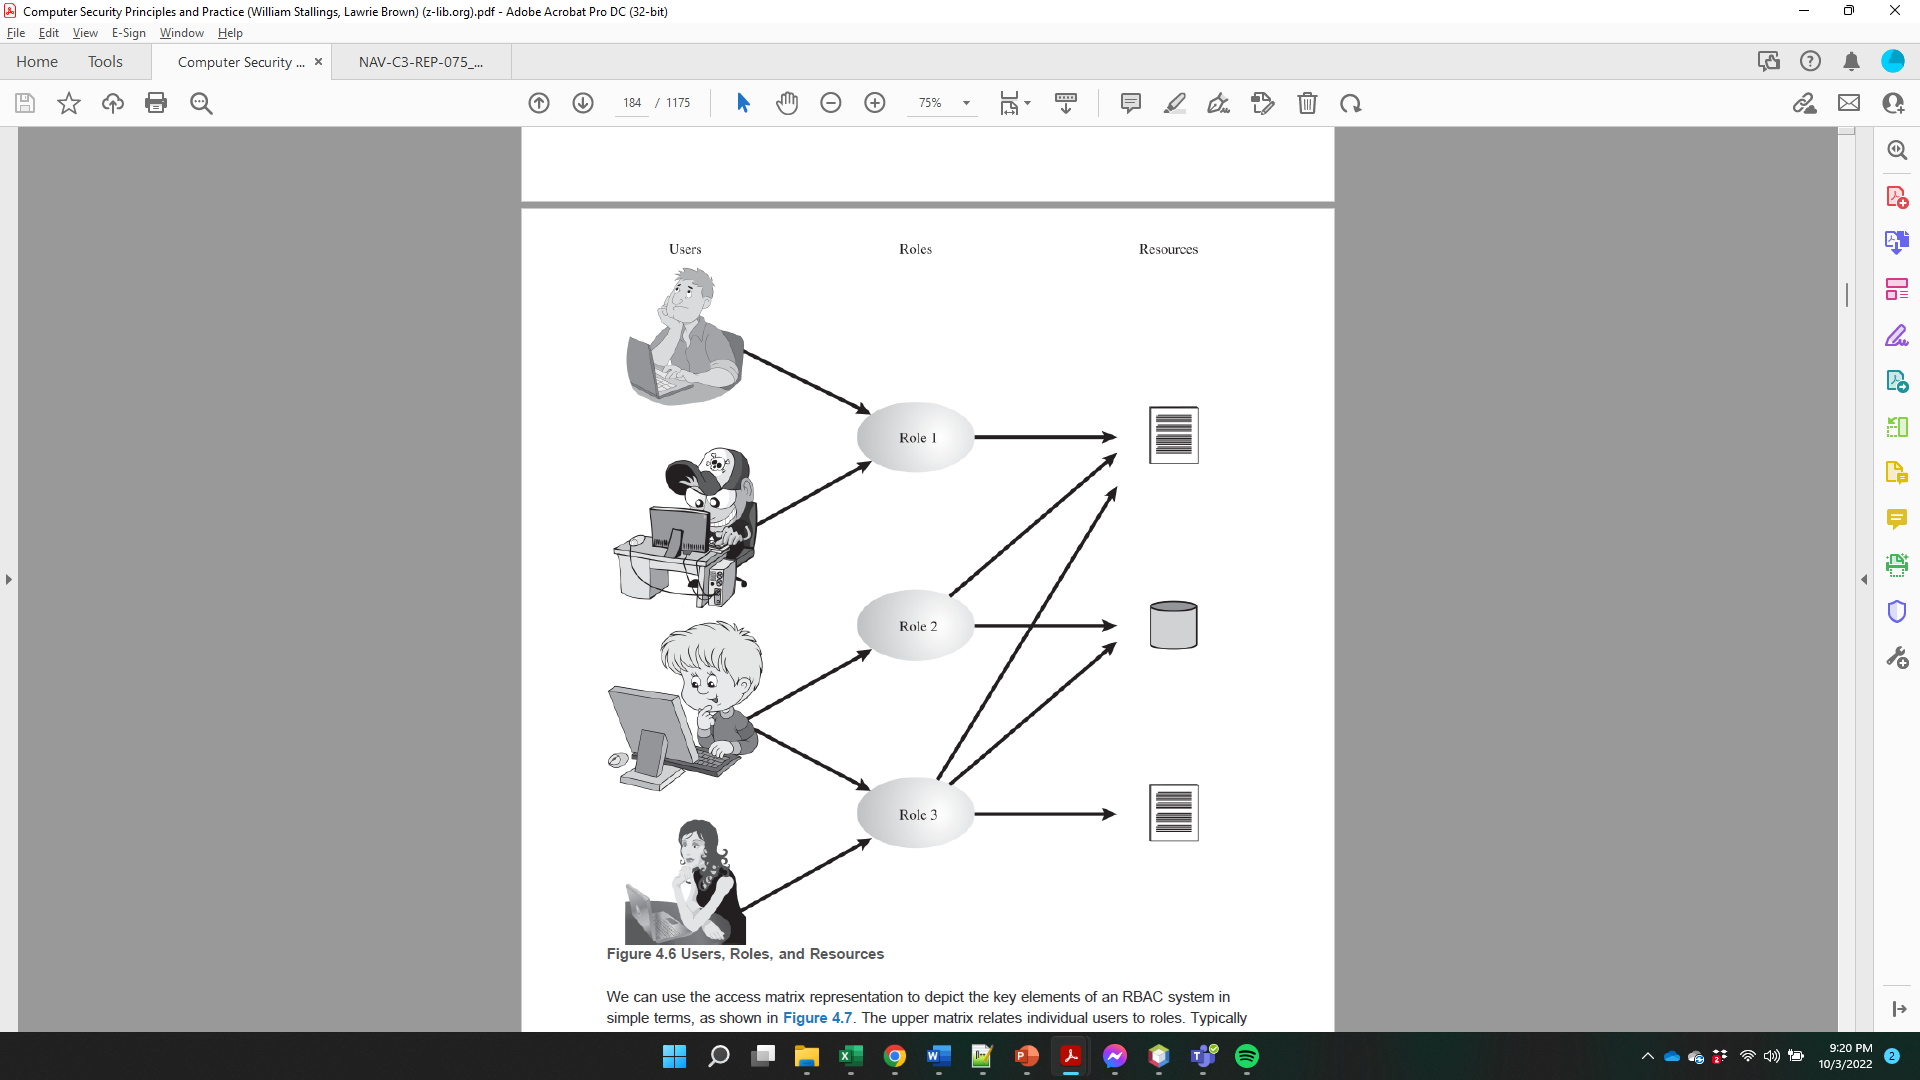 Computer Security Principles and Practice (William Stallings, Lawrie Brown) (z-lib.org).pdf - Adobe Acrobat Pro DC (32-bit)
File Edit View E-Sign Window Help
Home Tools Computer Security ... × NAV-C3-REP-075_...
184 / 1175 75%
Users Roles Resources
Role 1
Role 2
Role 3
Figure 4.6 Users, Roles, and Resources
We can use the access matrix representation to depict the key elements of an RBAC system in
simple terms, as shown in Figure 4.7. The upper matrix relates individual users to roles. Typically
9:20 PM
10/3/2022
2